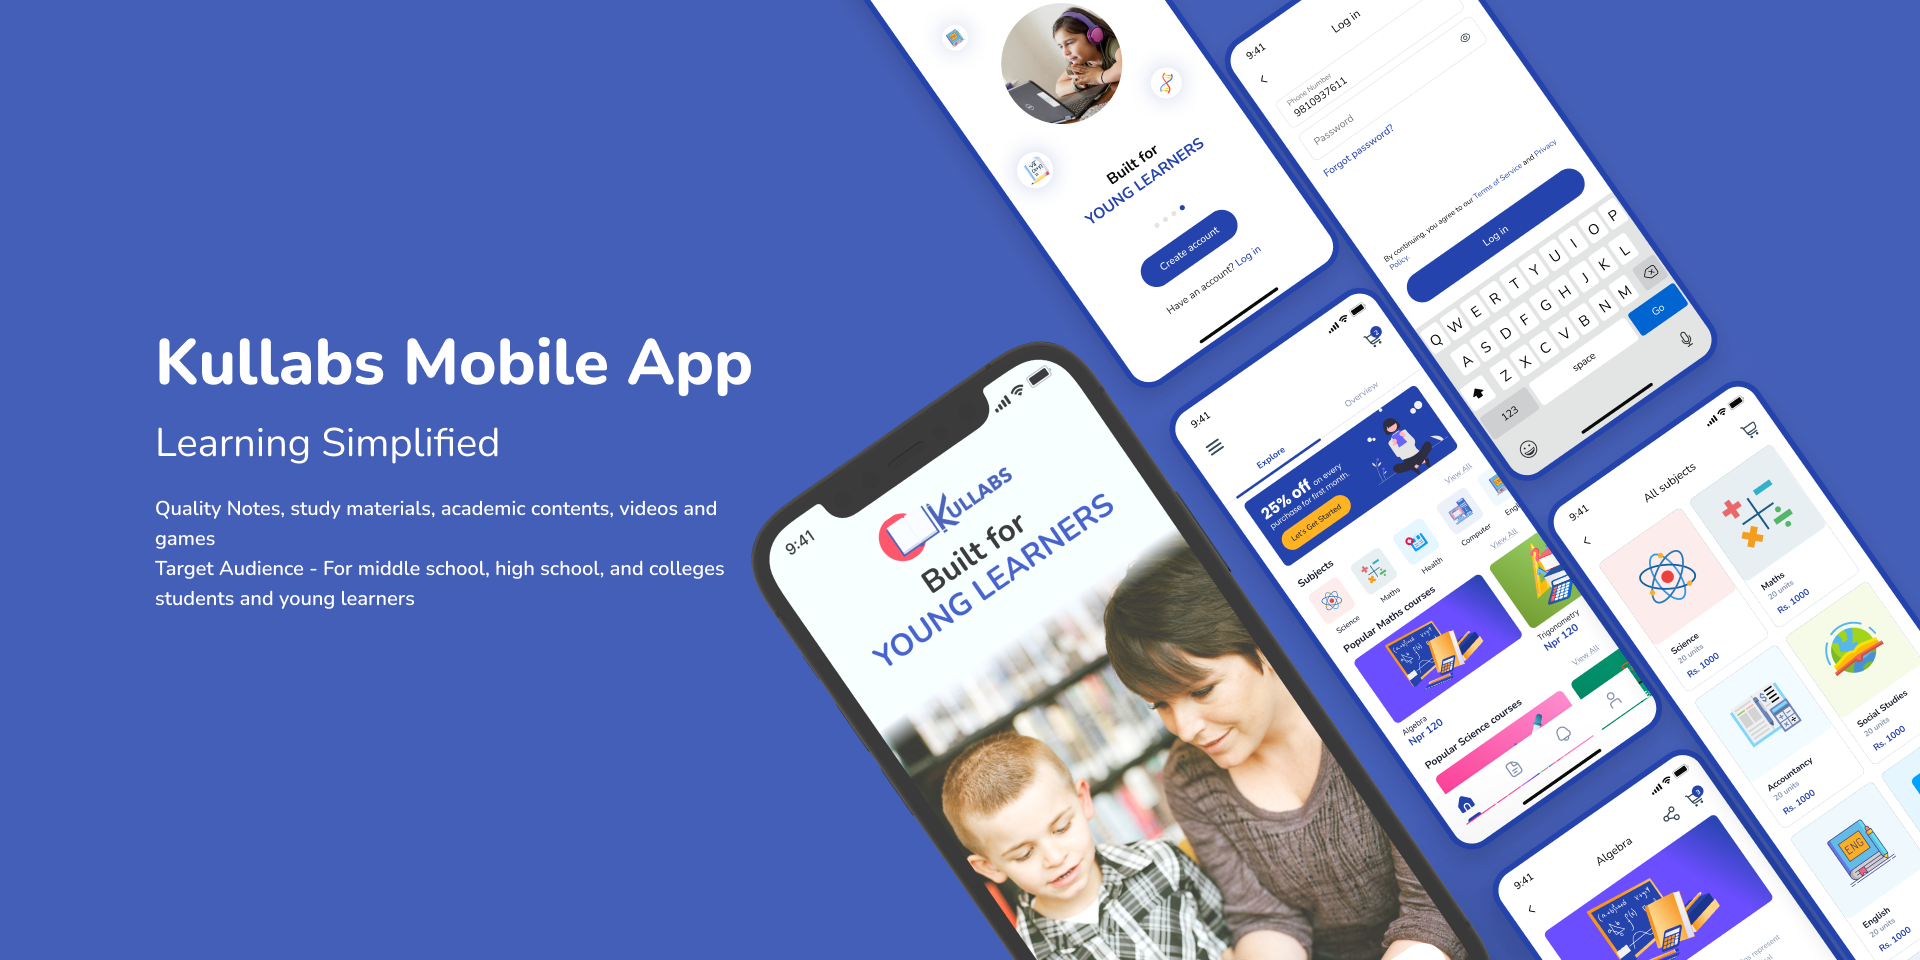 Kullabs Mobile App
Learning Simplified
Quality Notes, study materials, academic contents, videos and
games
Target Audience - For middle school, high school, and colleges
students and young learners
9:41
KULLABS
Built for
YOUNG LEARNERS
Built for
YOUNG LEARNERS
Create account
Have an account? Log in
9:41
Log in
Phone Number
9810937611
Password
Forgot password?
By continuing, you agree to our Terms of Service and Privacy
Policy.
Log in
Q W E R T Y U I O P
A S D F G H J K L
Z X C V B N M
123
space
Go
9:41
2
Explore
Overview
25% off on every
purchase for first month.
Let's Get Started
Subjects
View All
Science
Maths
Health
Computer
Eng
Popular Maths courses
View All
Algebra
Npr 120
Trigonometry
Npr 120
Popular Science courses
View All
9:41
All subjects
Science
20 units
Rs. 1000
Maths
20 units
Rs. 1000
Accountancy
20 units
Rs. 1000
Social Studies
20 units
Rs. 1000
ENG
English
20 units
Rs. 1000
9:41
3
Algebra
represent